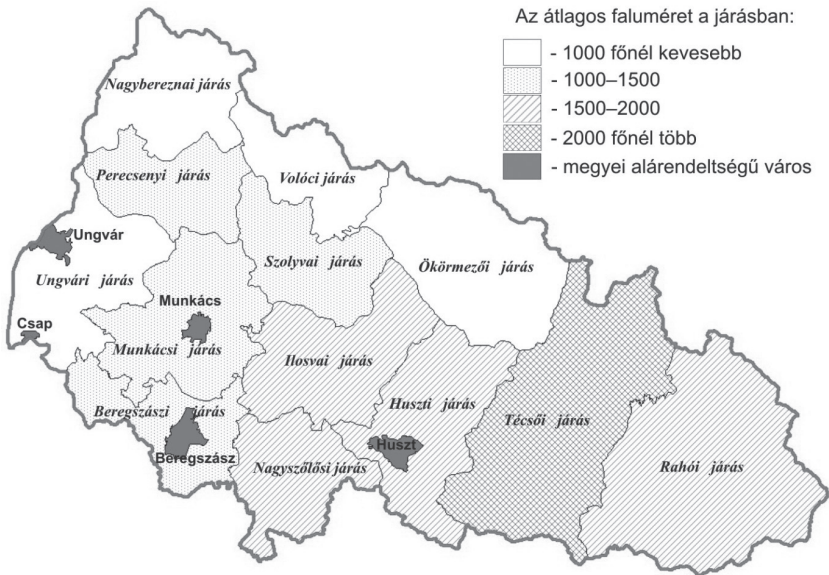 Az átlagos faluméret a járásban:
- 1000 főnél kevesebb
- 1000–1500
- 1500–2000
- 2000 főnél több
- megyei alárendeltségű város
Nagybereznai járás
Perecsenyi járás
Volóci járás
Ungvár
Szolyvai járás
Ökörmezői járás
Ungvári járás
Munkács
Csap
Munkácsi járás
Ilosvai járás
Huszti járás
Beregszászi járás
Técsői járás
Huszt
Beregszász
Nagyszőlősi járás
Rahói járás